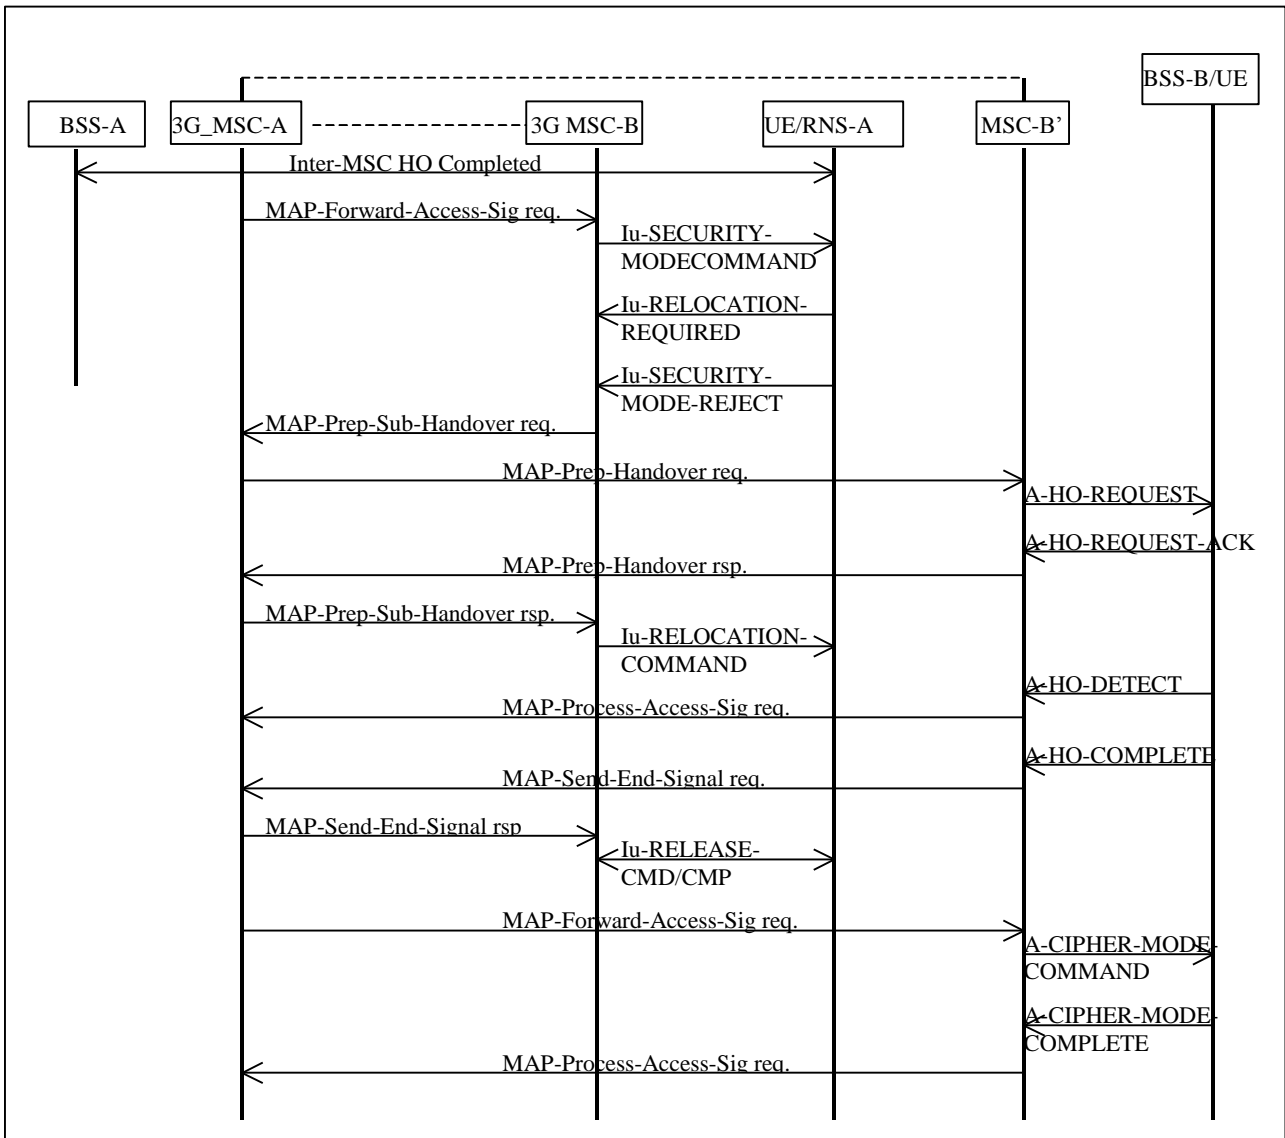 BSS-B/UE
BSS-A
3G_MSC-A
3G MSC-B
UE/RNS-A
MSC-B’
Inter-MSC HO Completed
MAP-Forward-Access-Sig req.
Iu-SECURITY-
MODECOMMAND
Iu-RELOCATION-
REQUIRED
Iu-SECURITY-
MODE-REJECT
MAP-Prep-Sub-Handover req.
MAP-Prep-Handover req.
A-HO-REQUEST
A-HO-REQUEST-ACK
MAP-Prep-Handover rsp.
MAP-Prep-Sub-Handover rsp.
Iu-RELOCATION-
COMMAND
A-HO-DETECT
MAP-Process-Access-Sig req.
A-HO-COMPLETE
MAP-Send-End-Signal req.
MAP-Send-End-Signal rsp
Iu-RELEASE-
CMD/CMP
MAP-Forward-Access-Sig req.
A-CIPHER-MODE-
COMMAND
A-CIPHER-MODE-
COMPLETE
MAP-Process-Access-Sig req.